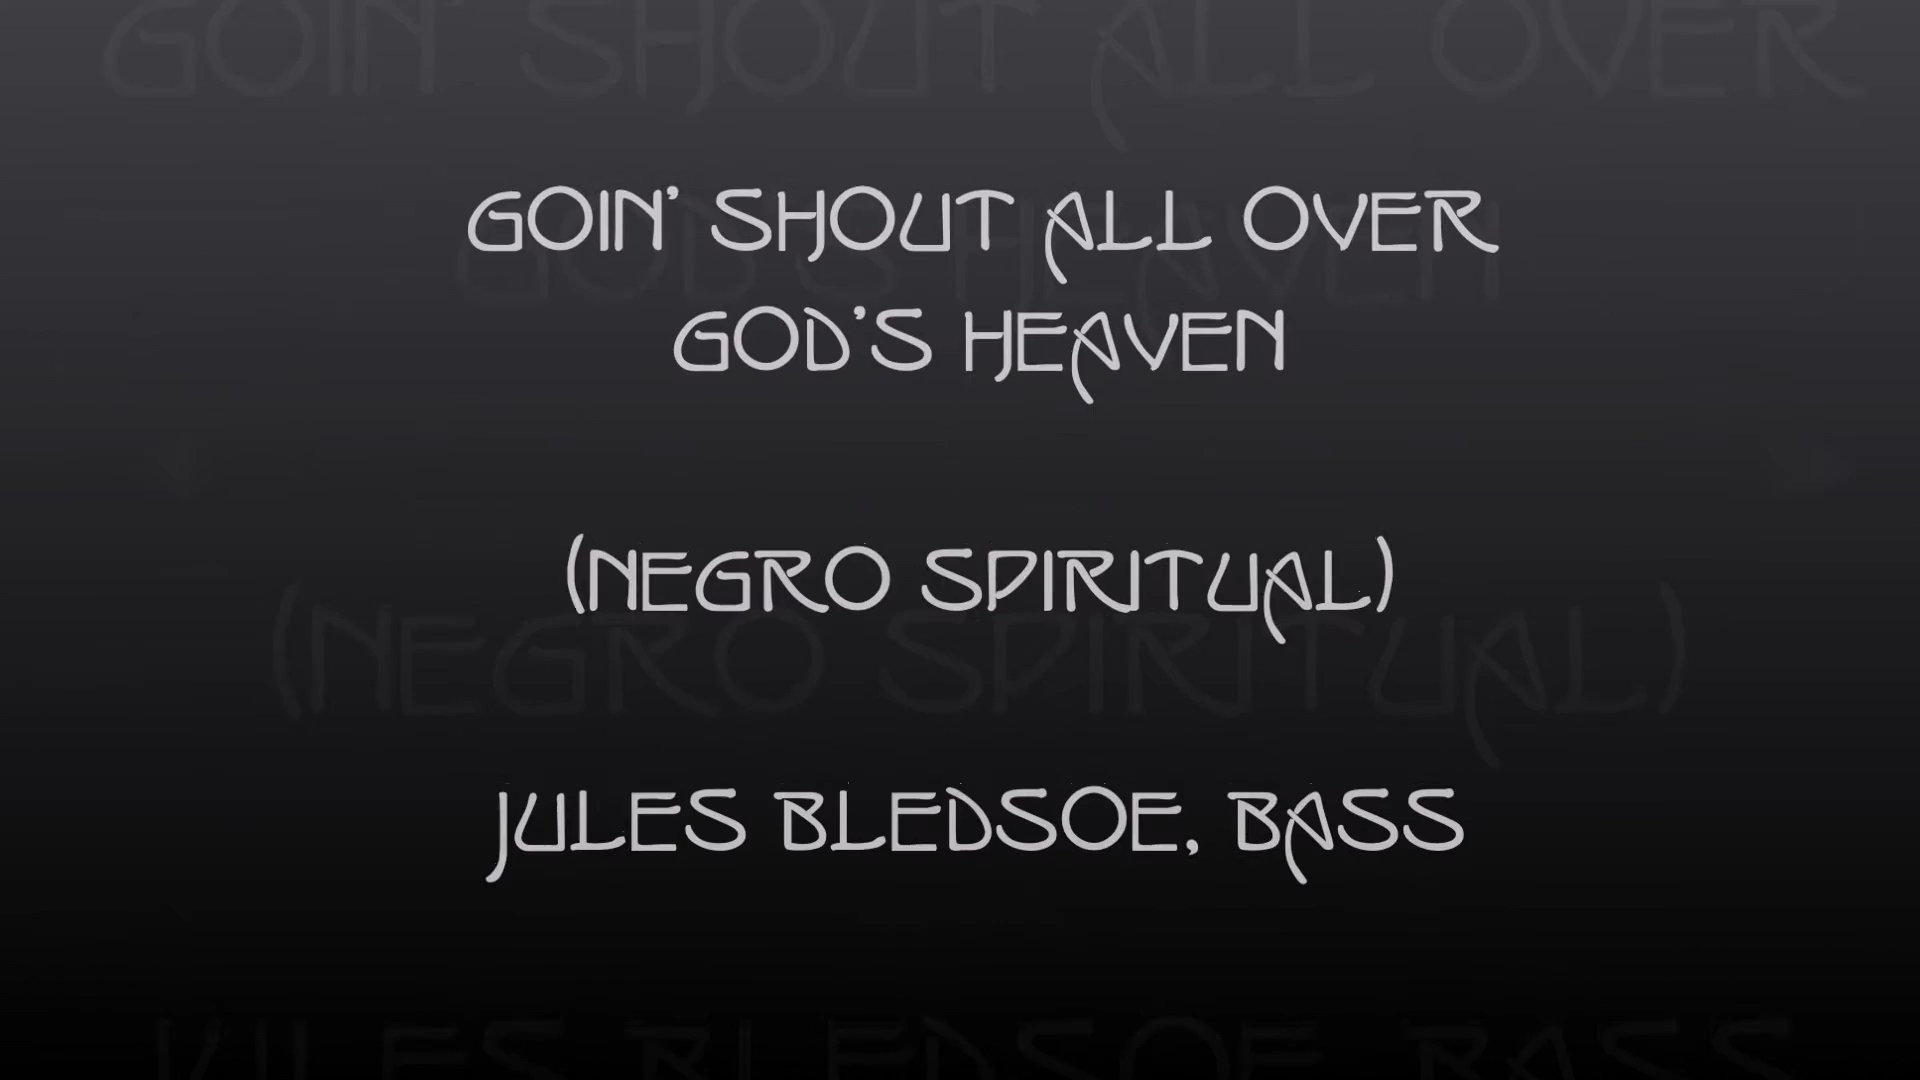 GOIN' SHOUT ALL OVER
GOD'S HEAVEN
(NEGRO SPIRITUAL)
JULES BLEDSOE, BASS